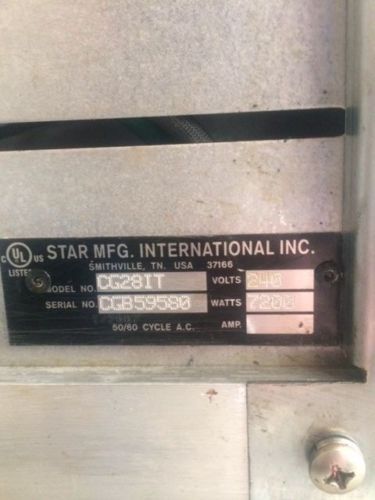 C UL US
LISTED
STAR MFG. INTERNATIONAL INC.
SMITHVILLE, TN. USA 37166
MODEL NO. CG28IT VOLTS 240
SERIAL NO. CGB59580 WATTS 7200
50/60 CYCLE A.C. AMP.